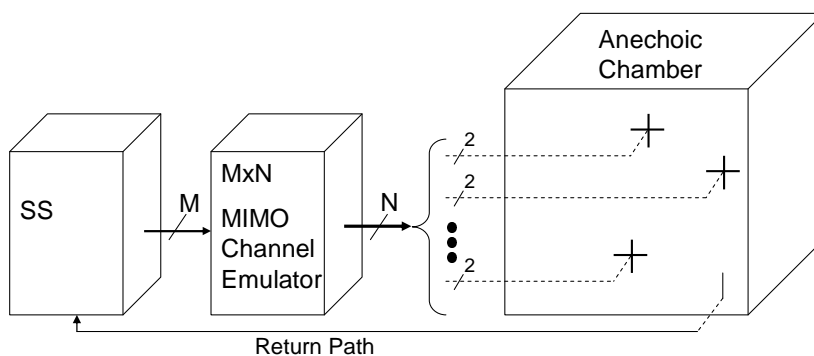 Anechoic
Chamber
SS
M
MxN
MIMO
Channel
Emulator
N
2
2
2
Return Path